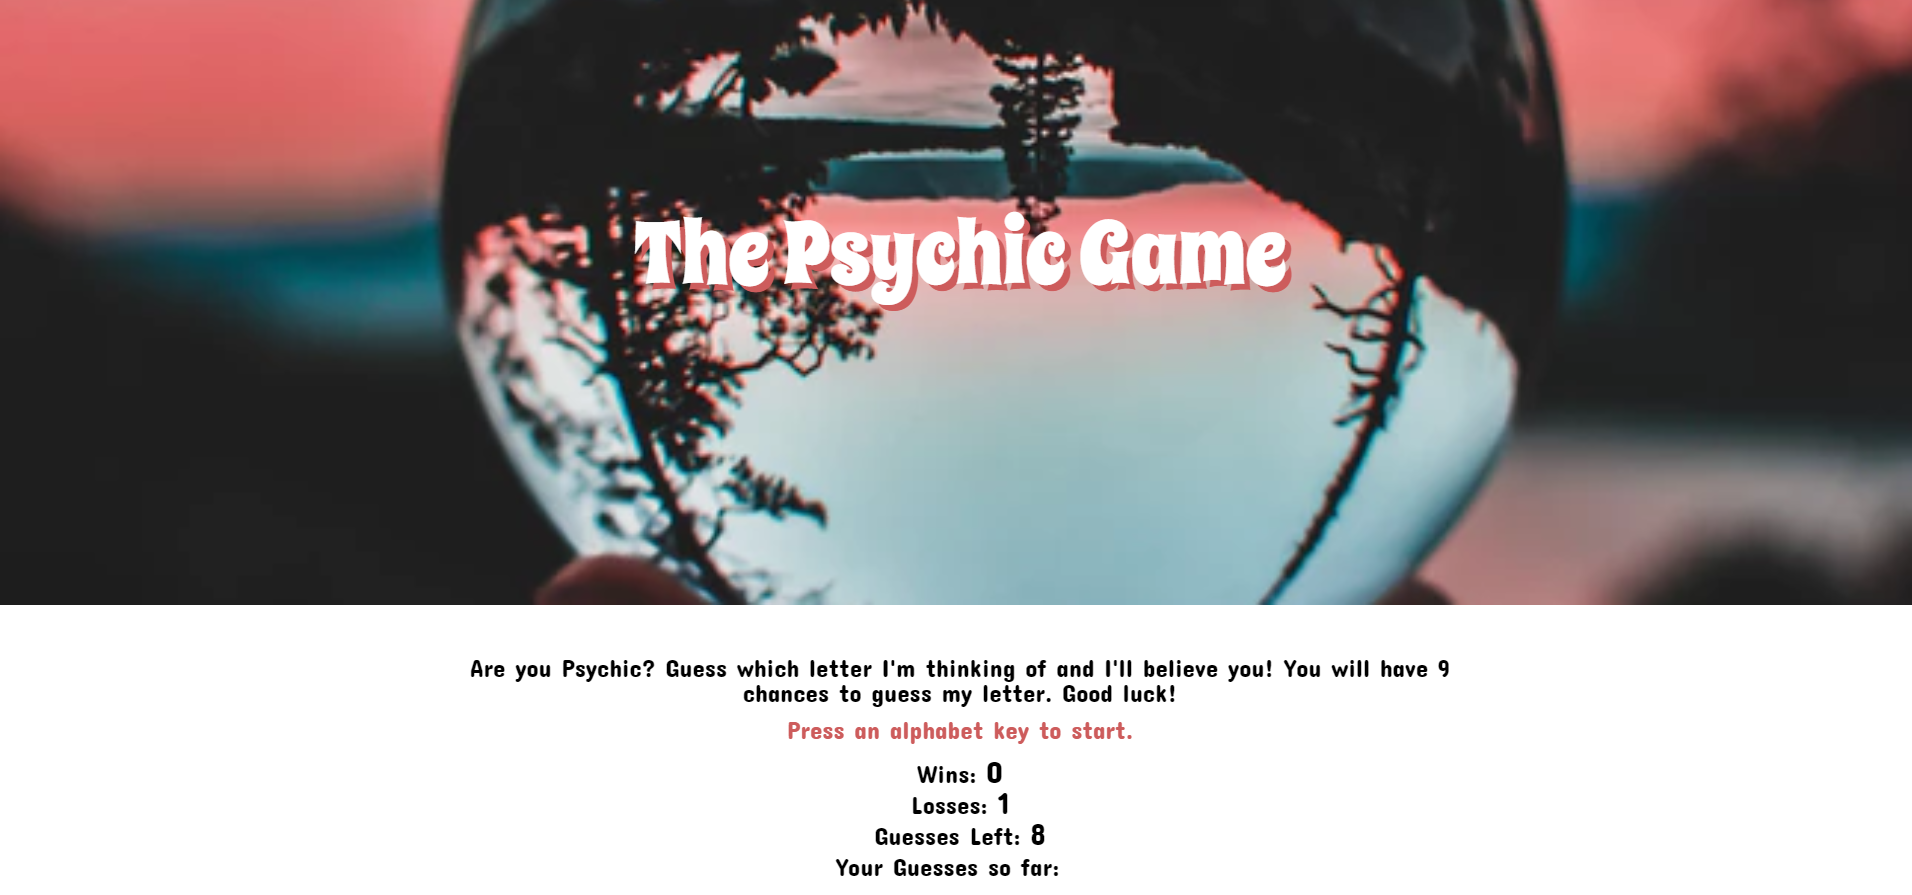 The Psychic Game
Are you Psychic? Guess which letter I'm thinking of and I'll believe you! You will have 9
chances to guess my letter. Good luck!
Press an alphabet key to start.
Wins: 0
Losses: 1
Guesses Left: 8
Your Guesses so far: